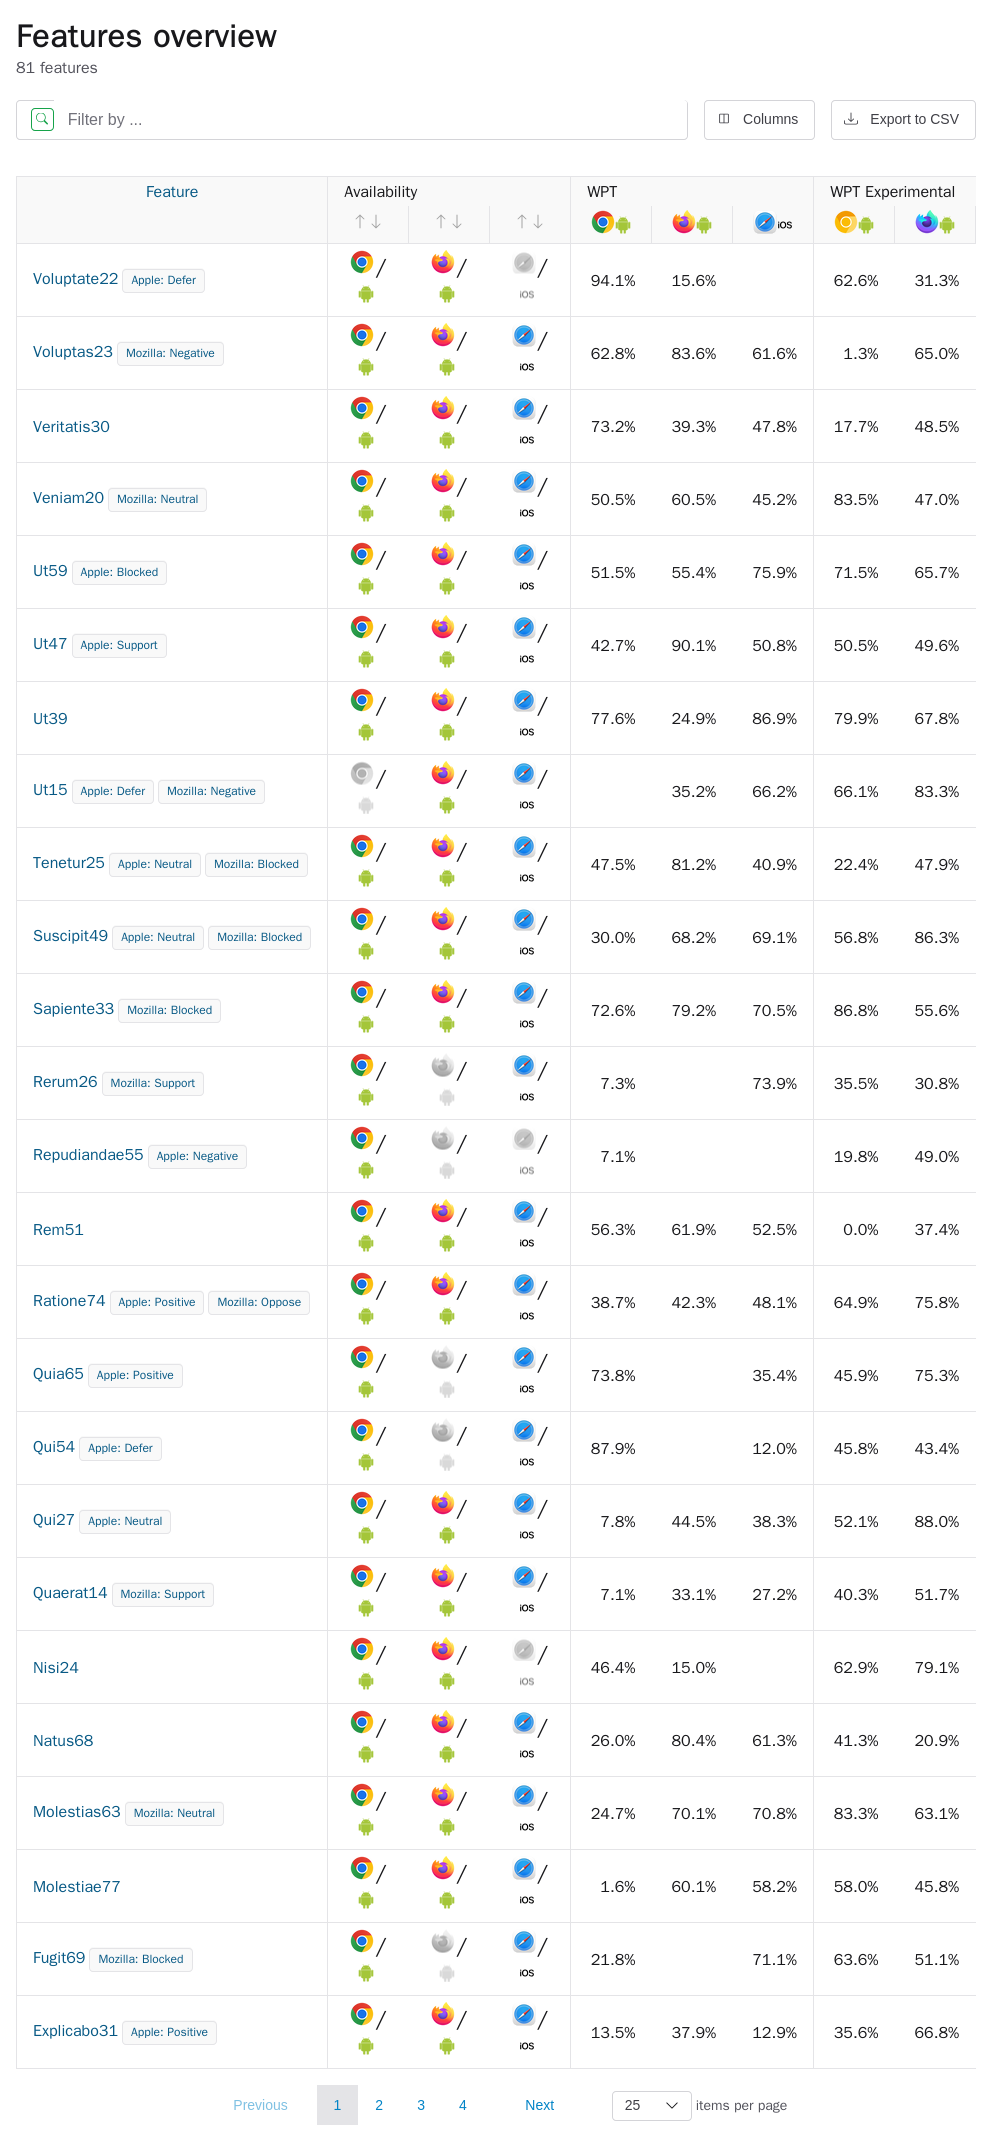 Features overview
81 features
Filter by ...
Columns
Export to CSV
Feature Availability WPT WPT Experimental
iOS
Voluptate22 Apple: Defer / / / 94.1% 15.6% 62.6% 31.3%
iOS
Voluptas23 Mozilla: Negative / / / 62.8% 83.6% 61.6% 1.3% 65.0%
iOS
Veritatis30 / / / 73.2% 39.3% 47.8% 17.7% 48.5%
iOS
Veniam20 Mozilla: Neutral / / / 50.5% 60.5% 45.2% 83.5% 47.0%
iOS
Ut59 Apple: Blocked / / / 51.5% 55.4% 75.9% 71.5% 65.7%
iOS
Ut47 Apple: Support / / / 42.7% 90.1% 50.8% 50.5% 49.6%
iOS
Ut39 / / / 77.6% 24.9% 86.9% 79.9% 67.8%
iOS
Ut15 Apple: Defer Mozilla: Negative / / / 35.2% 66.2% 66.1% 83.3%
iOS
Tenetur25 Apple: Neutral Mozilla: Blocked / / / 47.5% 81.2% 40.9% 22.4% 47.9%
iOS
Suscipit49 Apple: Neutral Mozilla: Blocked / / / 30.0% 68.2% 69.1% 56.8% 86.3%
iOS
Sapiente33 Mozilla: Blocked / / / 72.6% 79.2% 70.5% 86.8% 55.6%
iOS
Rerum26 Mozilla: Support / / / 7.3% 73.9% 35.5% 30.8%
iOS
Repudiandae55 Apple: Negative / / / 7.1% 19.8% 49.0%
iOS
Rem51 / / / 56.3% 61.9% 52.5% 0.0% 37.4%
iOS
Ratione74 Apple: Positive Mozilla: Oppose / / / 38.7% 42.3% 48.1% 64.9% 75.8%
iOS
Quia65 Apple: Positive / / / 73.8% 35.4% 45.9% 75.3%
iOS
Qui54 Apple: Defer / / / 87.9% 12.0% 45.8% 43.4%
iOS
Qui27 Apple: Neutral / / / 7.8% 44.5% 38.3% 52.1% 88.0%
iOS
Quaerat14 Mozilla: Support / / / 7.1% 33.1% 27.2% 40.3% 51.7%
iOS
Nisi24 / / / 46.4% 15.0% 62.9% 79.1%
iOS
Natus68 / / / 26.0% 80.4% 61.3% 41.3% 20.9%
iOS
Molestias63 Mozilla: Neutral / / / 24.7% 70.1% 70.8% 83.3% 63.1%
iOS
Molestiae77 / / / 1.6% 60.1% 58.2% 58.0% 45.8%
iOS
Fugit69 Mozilla: Blocked / / / 21.8% 71.1% 63.6% 51.1%
iOS
Explicabo31 Apple: Positive / / / 13.5% 37.9% 12.9% 35.6% 66.8%
iOS
Previous 1 2 3 4 Next 25 items per page